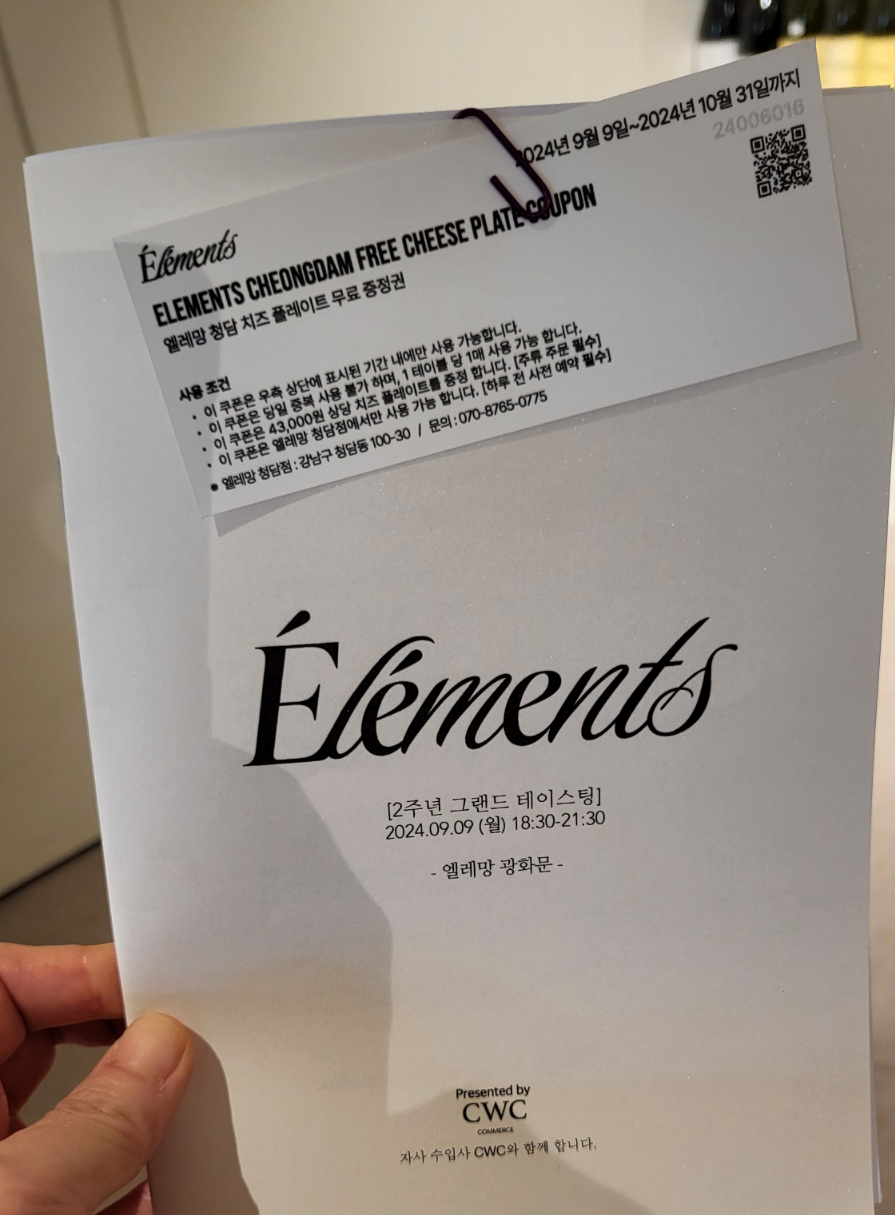 2024년 9월 9일~2024년 10월 31일까지
24006016
Éléments
ELEMENTS CHEONGDAM FREE CHEESE PLATE COUPON
엘레망 청담 치즈 플레이트 무료 증정권
사용 조건
• 이 쿠폰은 우측 상단에 표시된 기간 내에만 사용 가능합니다.
• 이 쿠폰은 당일 중복 사용 불가 하며, 1 테이블 당 1매 사용 가능 합니다.
• 이 쿠폰은 43,000원 상당 치즈 플레이트를 증정 합니다. [주류 주문 필수]
• 이 쿠폰은 엘레망 청담점에서만 사용 가능 합니다. [하루 전 사전 예약 필수]
● 엘레망 청담점 : 강남구 청담동 100-30 / 문의 : 070-8765-0775
Éléments
[2주년 그랜드 테이스팅]
2024.09.09 (월) 18:30-21:30
- 엘레망 광화문 -
Presented by
CWC
COMMERCE
자사 수입사 CWC와 함께 합니다.